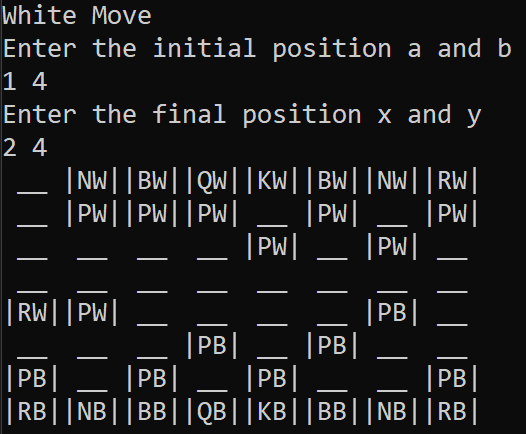 White Move
Enter the initial position a and b
1 4
Enter the final position x and y
2 4
 __ |NW||BW||QW||KW||BW||NW||RW|
 __ |PW||PW||PW| __ |PW| __ |PW|
 __  __  __  __ |PW| __ |PW| __
 __  __  __  __  __  __  __  __
|RW||PW| __  __  __  __ |PB| __
 __  __  __ |PB| __ |PB| __  __
|PB| __ |PB| __ |PB| __  __ |PB|
|RB||NB||BB||QB||KB||BB||NB||RB|